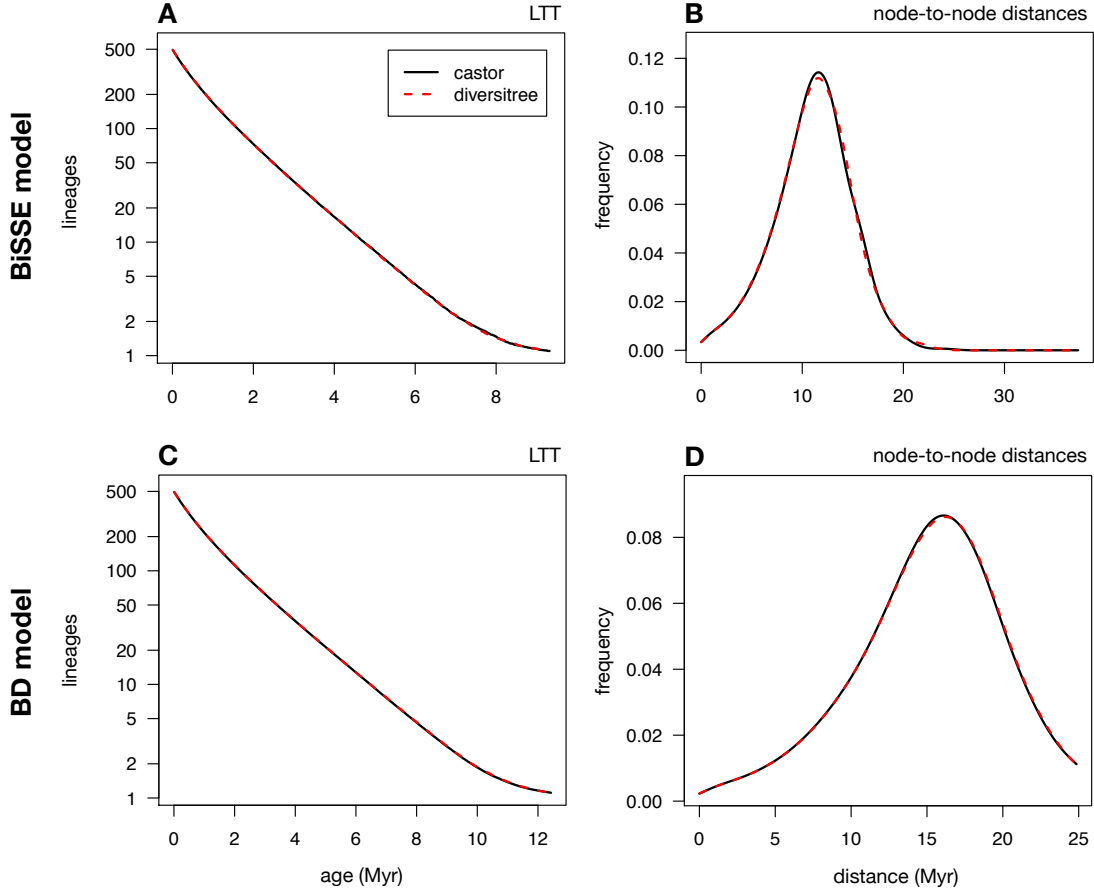 A
LTT
500
200
100
50
20
10
5
2
1
lineages
BiSSE model
castor
diversitree
0 2 4 6 8
B
node-to-node distances
0.12
0.10
0.08
0.06
0.04
0.02
0.00
frequency
0 10 20 30
C
LTT
500
200
100
50
20
10
5
2
1
lineages
BD model
0 2 4 6 8 10 12
age (Myr)
D
node-to-node distances
0.08
0.06
0.04
0.02
0.00
frequency
0 5 10 15 20 25
distance (Myr)